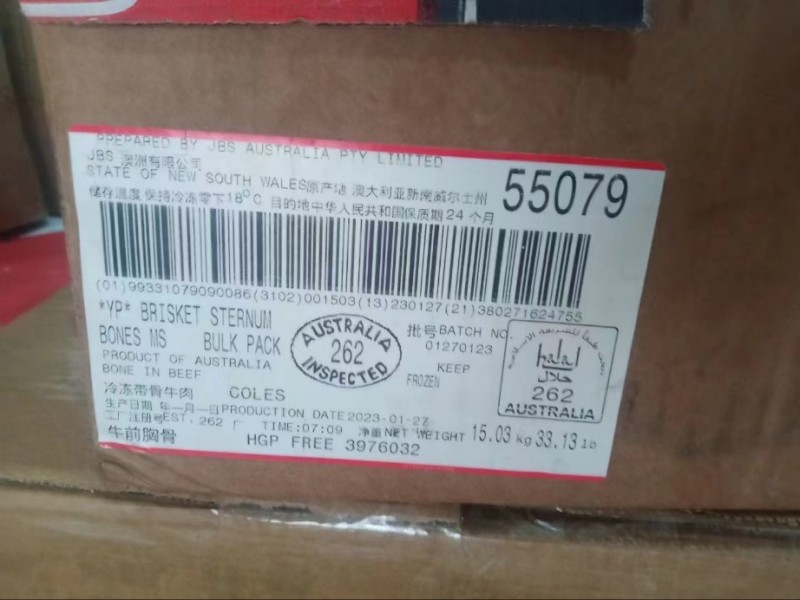 PREPARED BY JBS AUSTRALIA PTY LIMITED
JBS 澳洲有限公司
STATE OF NEW SOUTH WALES原产地 澳大利亚新南威尔士州
55079
储存温度 保持冷冻零下18°C 目的地中华人民共和国保质期 24 个月
(01)99331079090086(3102)001503(13)230127(21)380271624755
*YP* BRISKET STERNUM
BONES MS BULK PACK
PRODUCT OF AUSTRALIA
BONE IN BEEF
AUSTRALIA
262
INSPECTED
批号BATCH NO.
01270123
KEEP
FROZEN
halal
حلال
262
AUSTRALIA
冷冻带骨牛肉 COLES
生产日期 年—月—日PRODUCTION DATE2023-01-27
工厂注册号EST. 262 厂 TIME:07:09 净重NET WEIGHT 15.03 kg 33.13 lb
牛前胸骨 HGP FREE 3976032